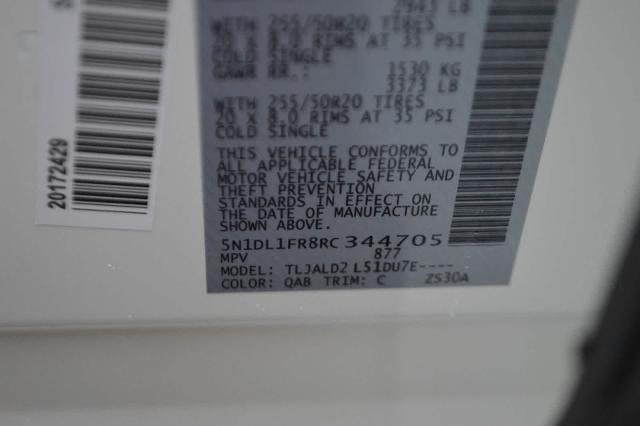 2943 LB
WITH 255/50R20 TIRES
20 X 8.0 RIMS AT 35 PSI
COLD SINGLE
GAWR RR.: 1530 KG
3373 LB
WITH 255/50R20 TIRES
20 X 8.0 RIMS AT 35 PSI
COLD SINGLE
THIS VEHICLE CONFORMS TO
ALL APPLICABLE FEDERAL
MOTOR VEHICLE SAFETY AND
THEFT PREVENTION
STANDARDS IN EFFECT ON
THE DATE OF MANUFACTURE
SHOWN ABOVE.
5N1DL1FR8RC344705
MPV 877
MODEL: TLJALD2 L51DU7E----
COLOR: QAB TRIM: C ZS30A
20172429